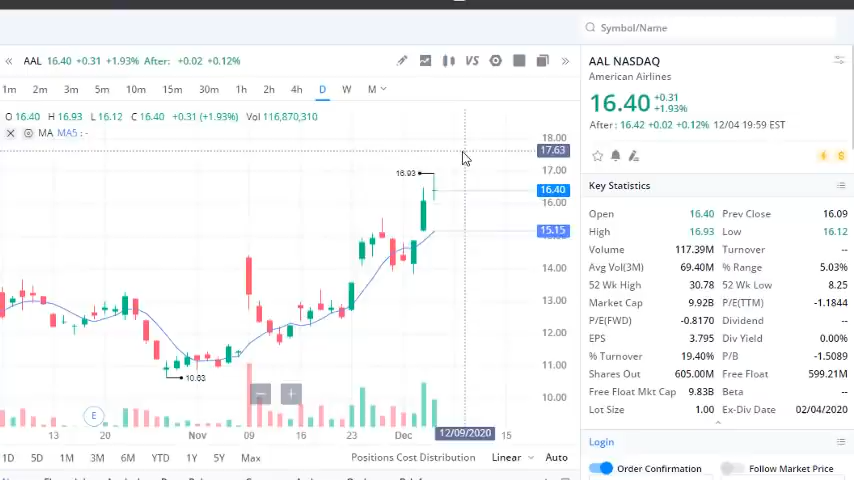 Symbol/Name
AAL 16.40 +0.31 +1.93% After: +0.02 +0.12%
VS
1m 2m 3m 5m 10m 15m 30m 1h 2h 4h D W M
O 16.40 H 16.93 L 16.12 C 16.40 +0.31 (+1.93%) Vol 116,870,310
MA MA5 : -
18.00
17.63
17.00
16.93
16.40
16.00
15.15
14.00
13.00
12.00
11.00
10.63
10.00
E
13 20 Nov 09 16 23 Dec 12/09/2020 15
1D 5D 1M 3M 6M YTD 1Y 5Y Max Positions Cost Distribution Linear Auto
AAL NASDAQ
American Airlines
16.40 +0.31
+1.93%
After : 16.42 +0.02 +0.12% 12/04 19:59 EST
Key Statistics
Open 16.40 Prev Close 16.09
High 16.93 Low 16.12
Volume 117.39M Turnover --
Avg Vol(3M) 69.40M % Range 5.03%
52 Wk High 30.78 52 Wk Low 8.25
Market Cap 9.92B P/E(TTM) -1.1844
P/E(FWD) -0.8170 Dividend --
EPS 3.795 Div Yield 0.00%
% Turnover 19.40% P/B -1.5089
Shares Out 605.00M Free Float 599.21M
Free Float Mkt Cap 9.83B Beta --
Lot Size 1.00 Ex-Div Date 02/04/2020
Login
Order Confirmation Follow Market Price